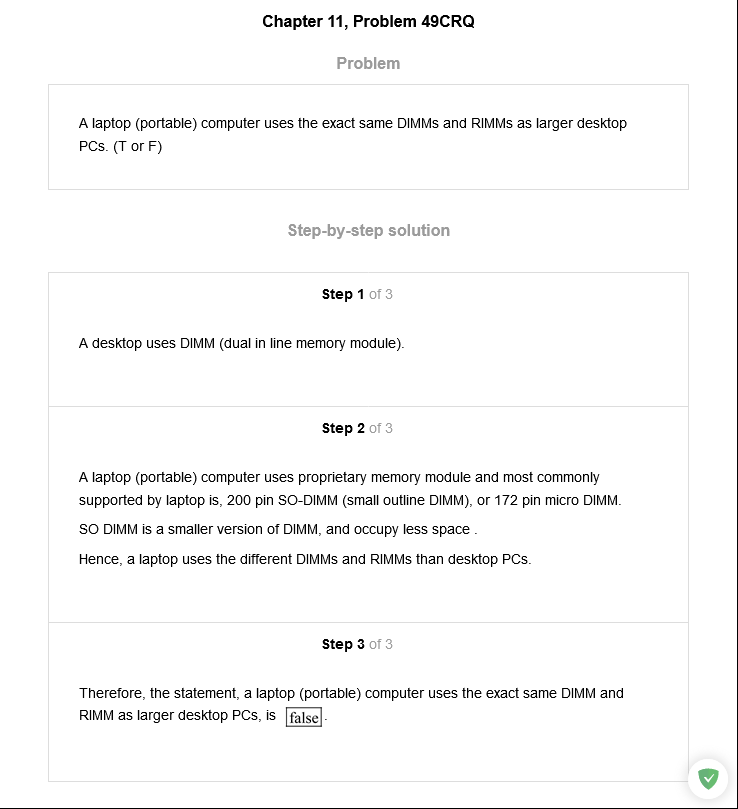 Chapter 11, Problem 49CRQ
Problem
A laptop (portable) computer uses the exact same DIMMs and RIMMs as larger desktop
PCs. (T or F)
Step-by-step solution
Step 1 of 3
A desktop uses DIMM (dual in line memory module).
Step 2 of 3
A laptop (portable) computer uses proprietary memory module and most commonly
supported by laptop is, 200 pin SO-DIMM (small outline DIMM), or 172 pin micro DIMM.
SO DIMM is a smaller version of DIMM, and occupy less space .
Hence, a laptop uses the different DIMMs and RIMMs than desktop PCs.
Step 3 of 3
Therefore, the statement, a laptop (portable) computer uses the exact same DIMM and
RIMM as larger desktop PCs, is false.